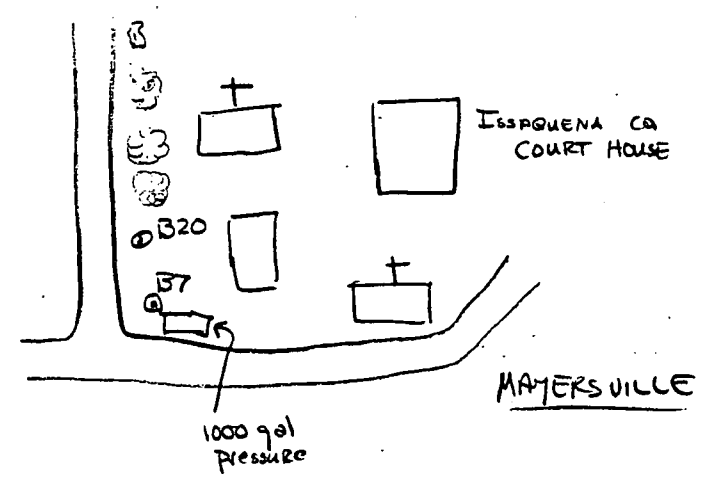 ISSAQUENA CO
COURT HOUSE
B20
B7
MAYERSVILLE
1000 gal
pressure